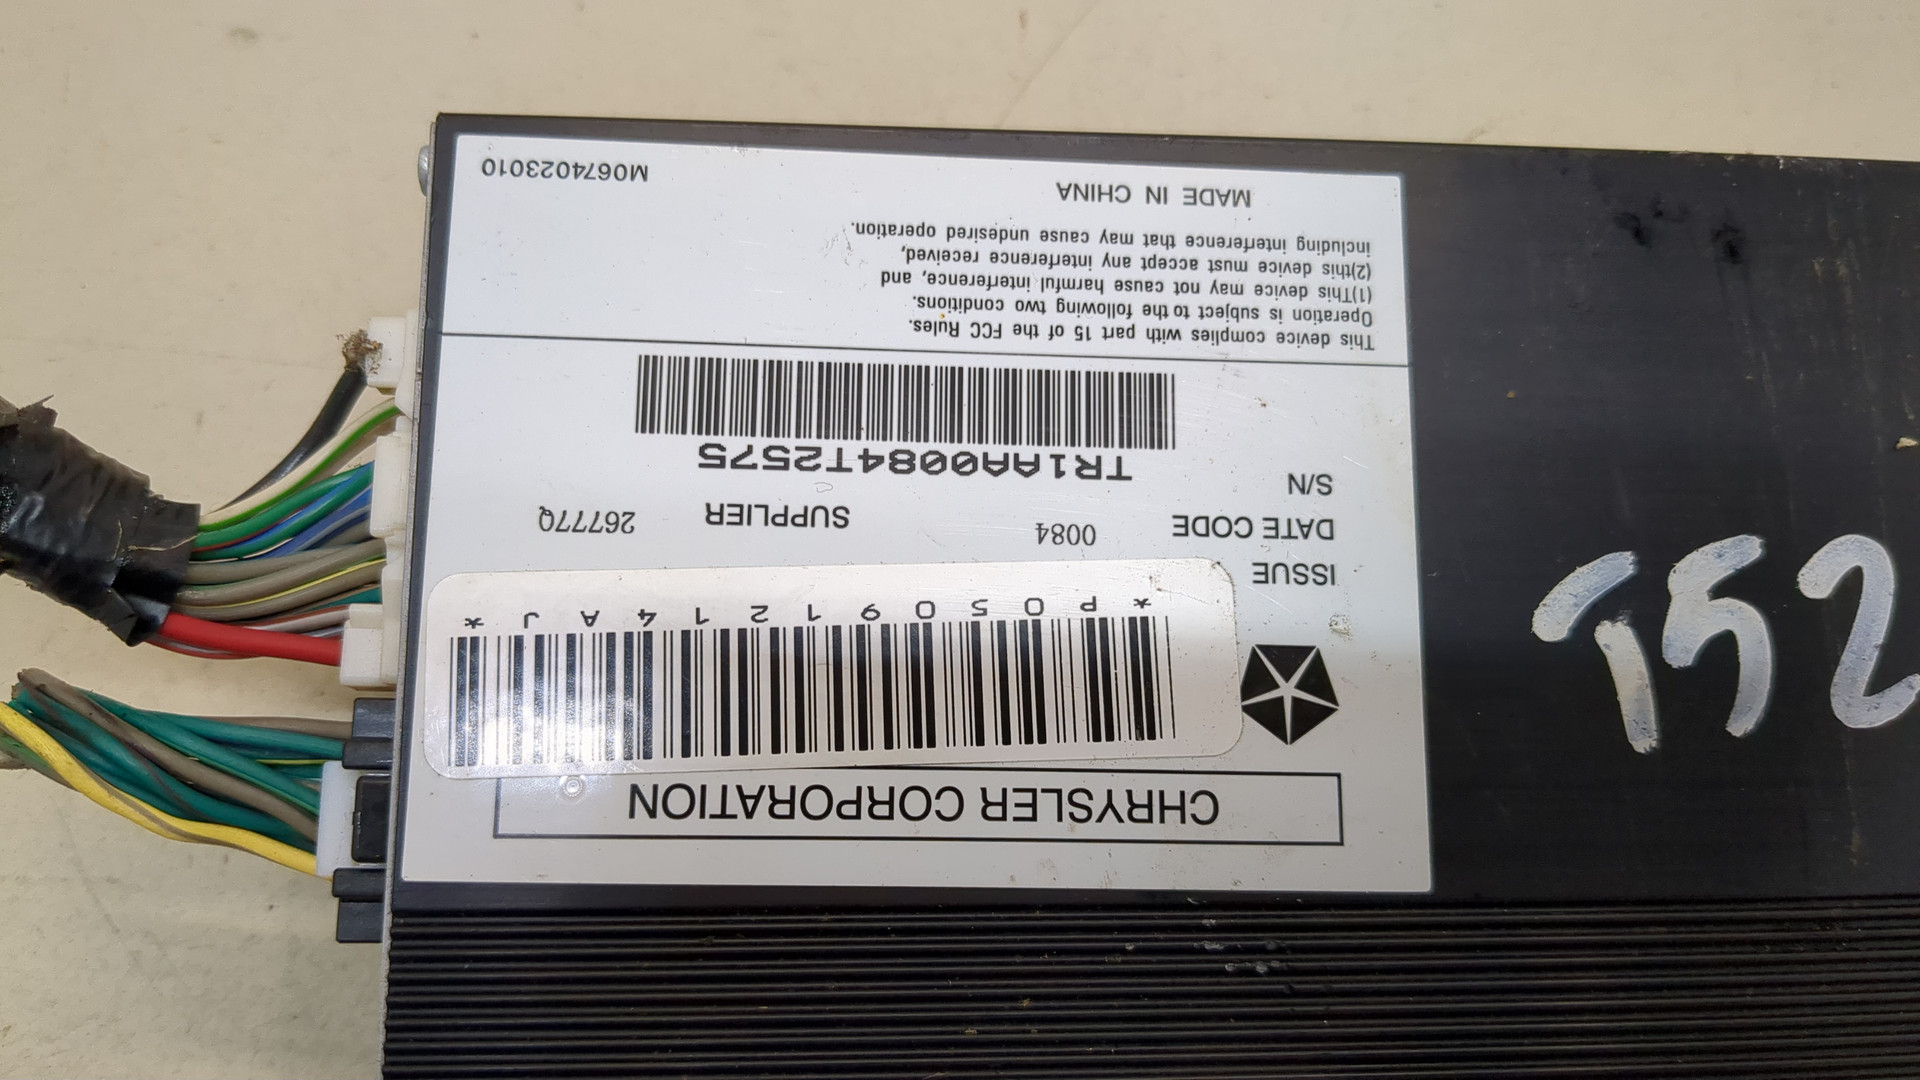 CHRYSLER CORPORATION
*P05091214AJ*
ISSUE
DATE CODE 0084 SUPPLIER 26777Q
S/N
TR1AA0084T2575
This device complies with part 15 of the FCC Rules.
Operation is subject to the following two conditions.
(1)This device may not cause harmful interference, and
(2)this device must accept any interference received,
including interference that may cause undesired operation.
MADE IN CHINA
M0674023010
T52